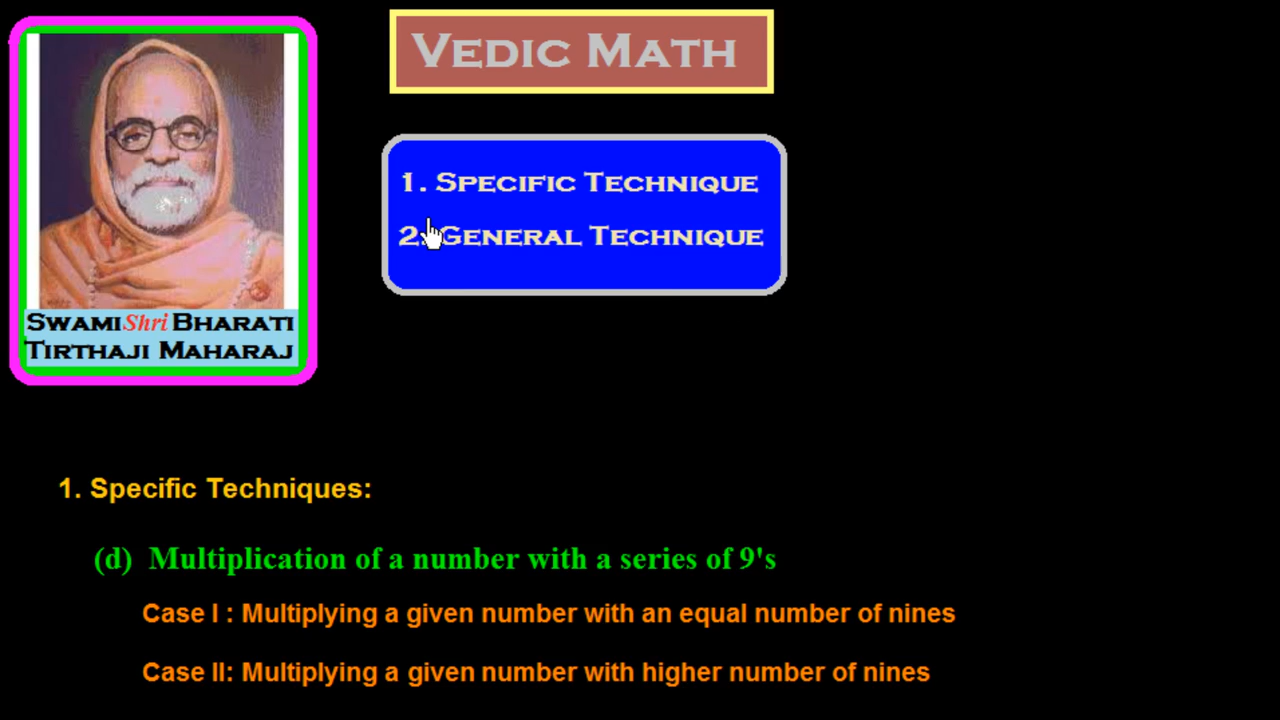 VEDIC MATH
1. SPECIFIC TECHNIQUE
2. GENERAL TECHNIQUE
SWAMI Shri BHARATI
TIRTHAJI MAHARAJ
1. Specific Techniques:
(d) Multiplication of a number with a series of 9's
Case I : Multiplying a given number with an equal number of nines
Case II: Multiplying a given number with higher number of nines